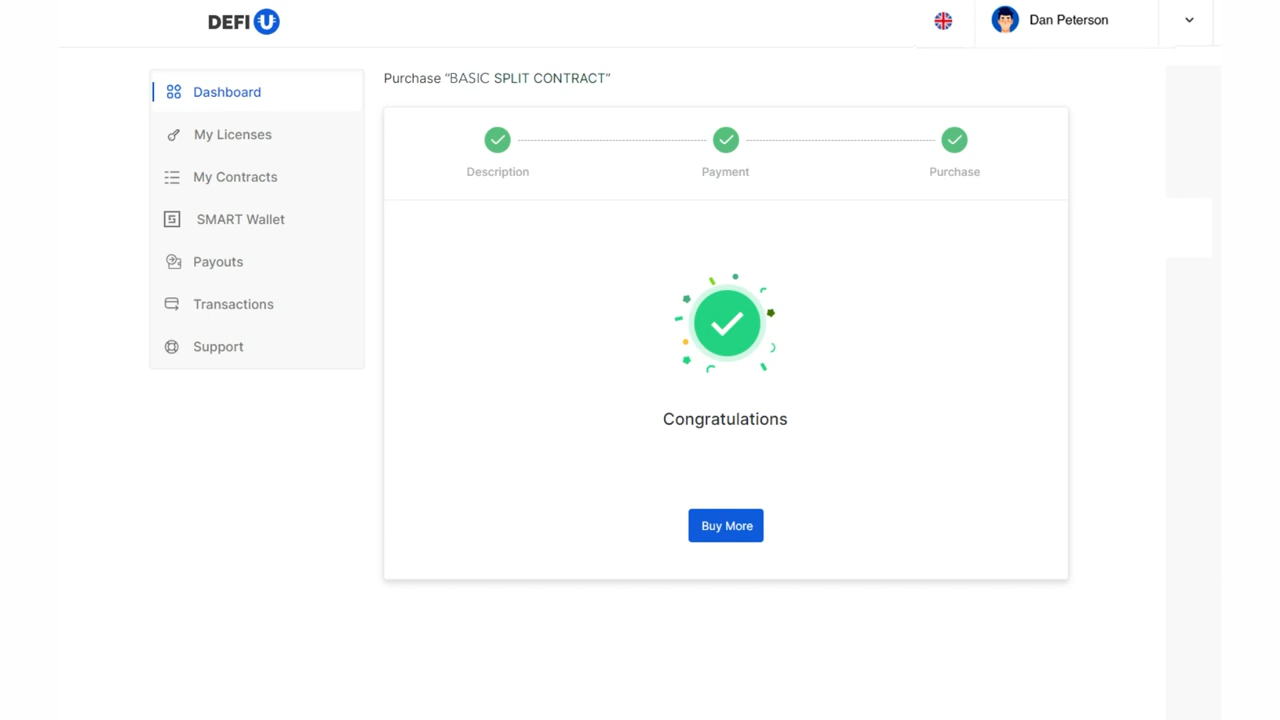 DEFI U
Dan Peterson
Dashboard
My Licenses
My Contracts
SMART Wallet
Payouts
Transactions
Support
Purchase “BASIC SPLIT CONTRACT”
Description
Payment
Purchase
Congratulations
Buy More